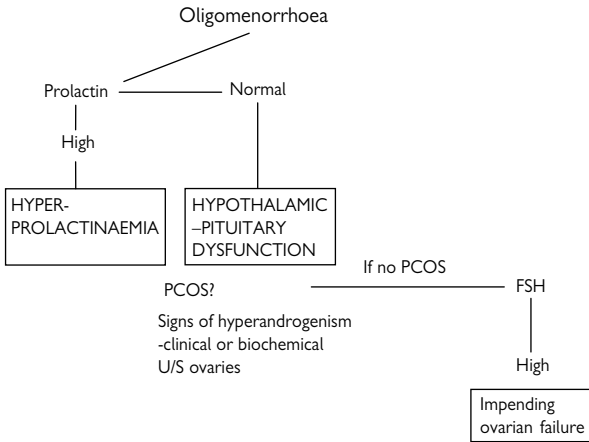 Oligomenorrhoea
Prolactin
Normal
High
HYPER-
PROLACTINAEMIA
HYPOTHALAMIC
–PITUITARY
DYSFUNCTION
If no PCOS
PCOS?
FSH
Signs of hyperandrogenism
-clinical or biochemical
U/S ovaries
High
Impending
ovarian failure